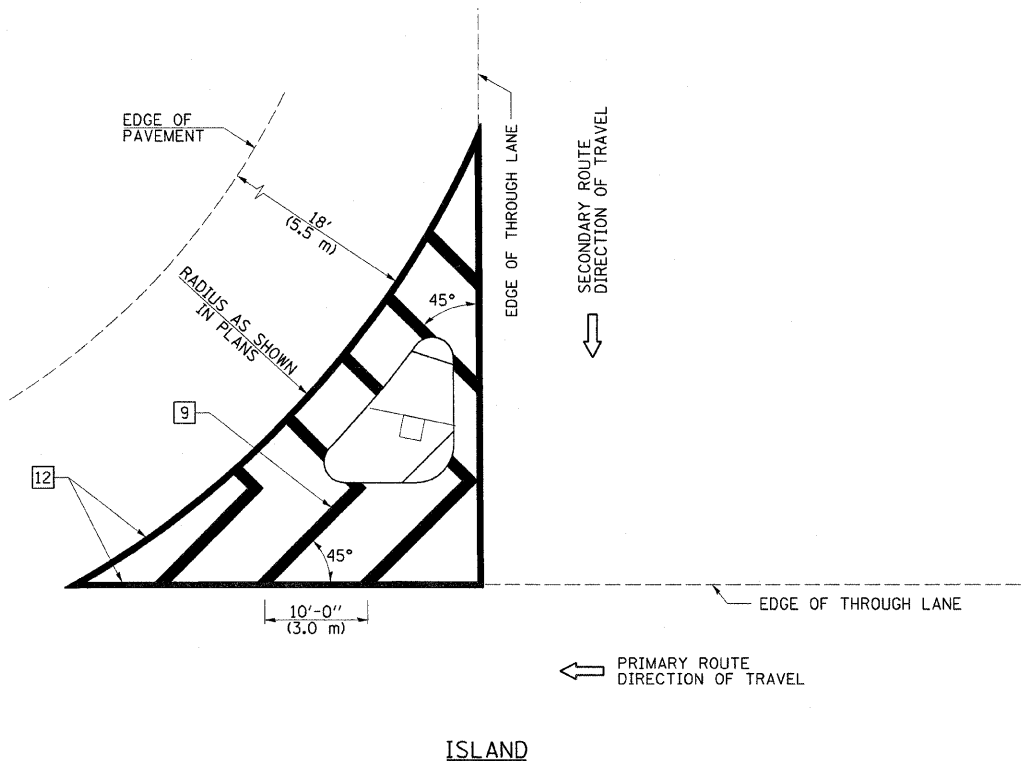 EDGE OF
PAVEMENT
18'
(5.5 m)
RADIUS AS SHOWN
IN PLANS
45°
EDGE OF THROUGH LANE
SECONDARY ROUTE
DIRECTION OF TRAVEL
9
12
45°
10'-0"
(3.0 m)
EDGE OF THROUGH LANE
PRIMARY ROUTE
DIRECTION OF TRAVEL
ISLAND